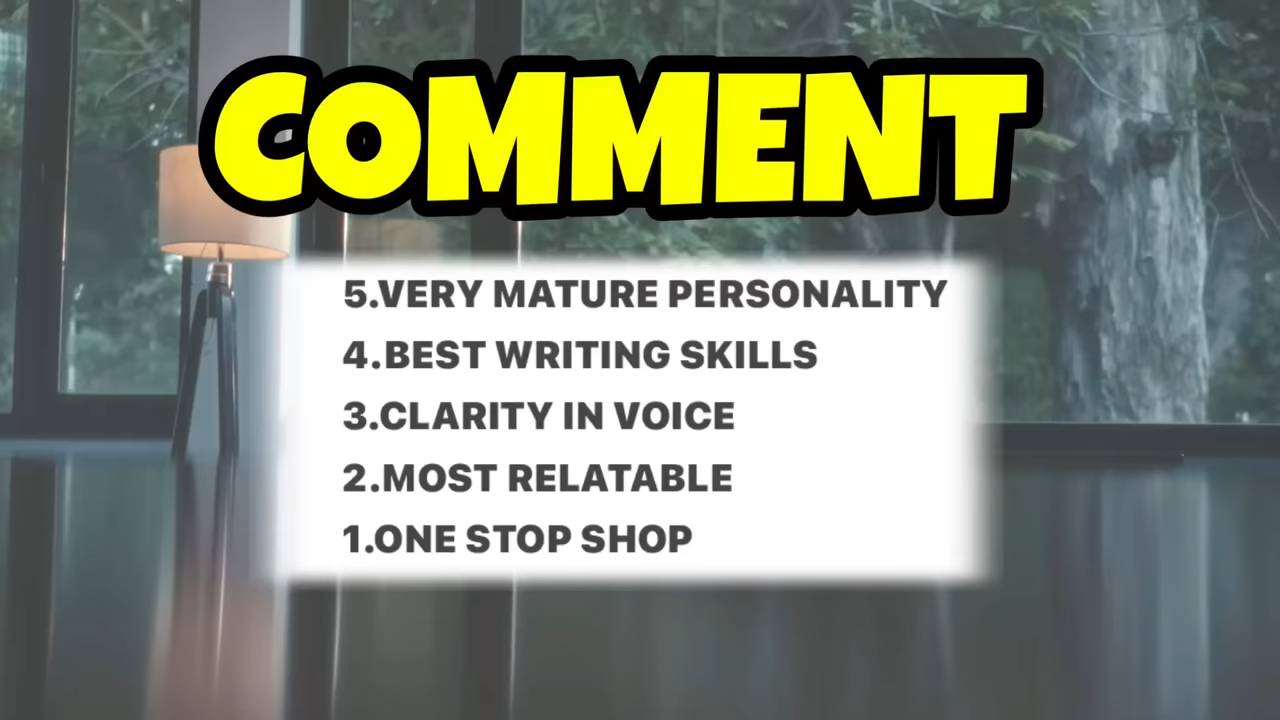 COMMENT
5.VERY MATURE PERSONALITY
4.BEST WRITING SKILLS
3.CLARITY IN VOICE
2.MOST RELATABLE
1.ONE STOP SHOP